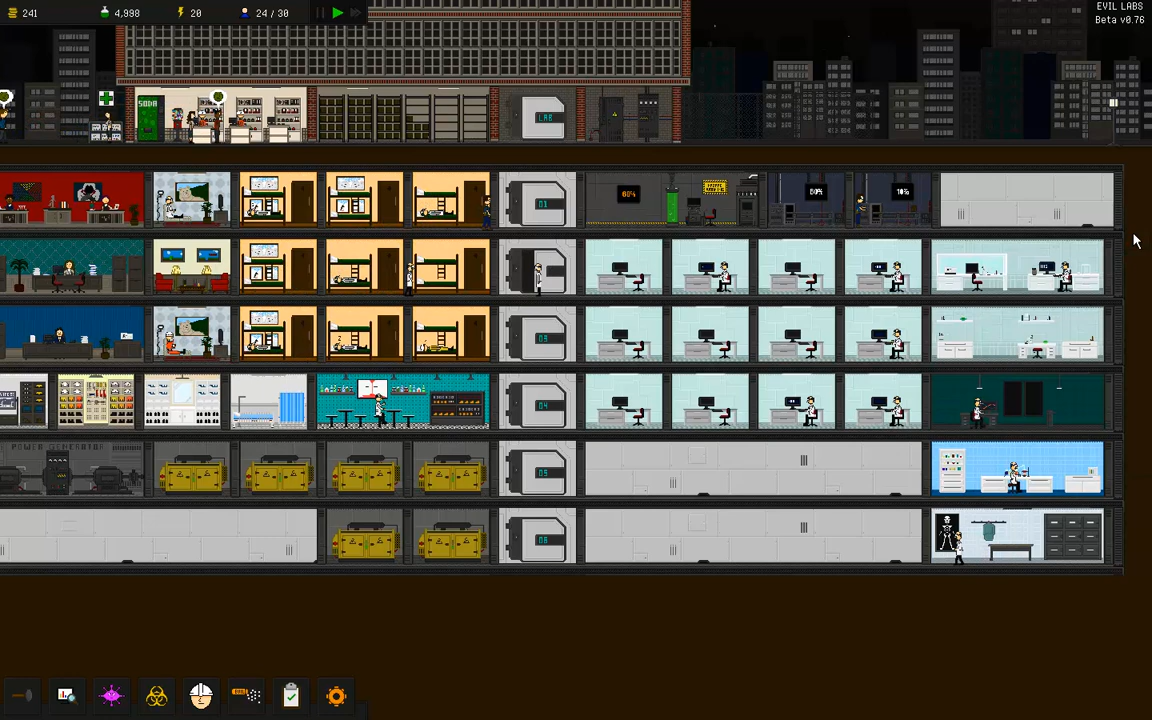 241 4,998 20 24 / 30
EVIL LABS
Beta v0.76
SODA
LAB
01
60%
50%
10%
03
04
POWER GENERATOR
05
06